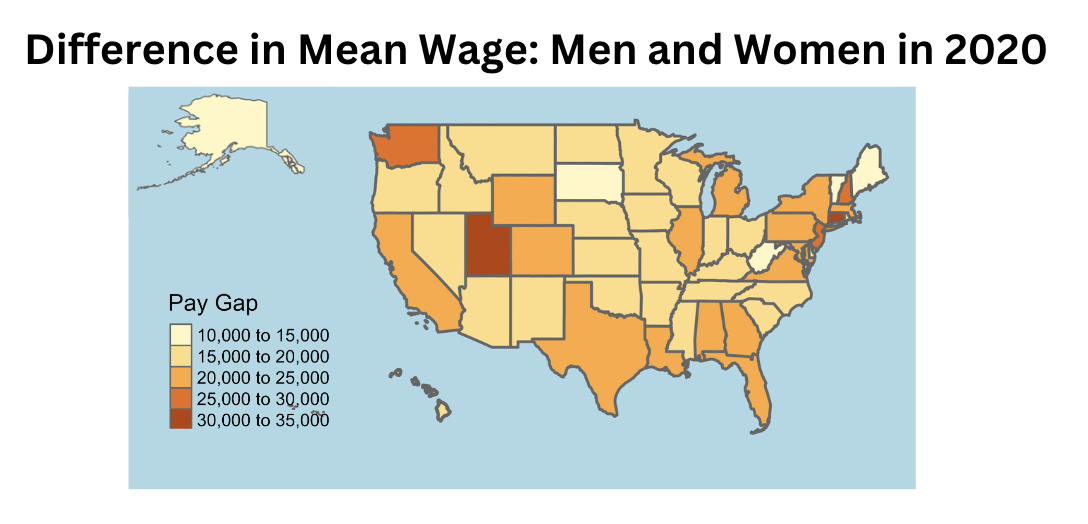 Difference in Mean Wage: Men and Women in 2020
Pay Gap
10,000 to 15,000
15,000 to 20,000
20,000 to 25,000
25,000 to 30,000
30,000 to 35,000